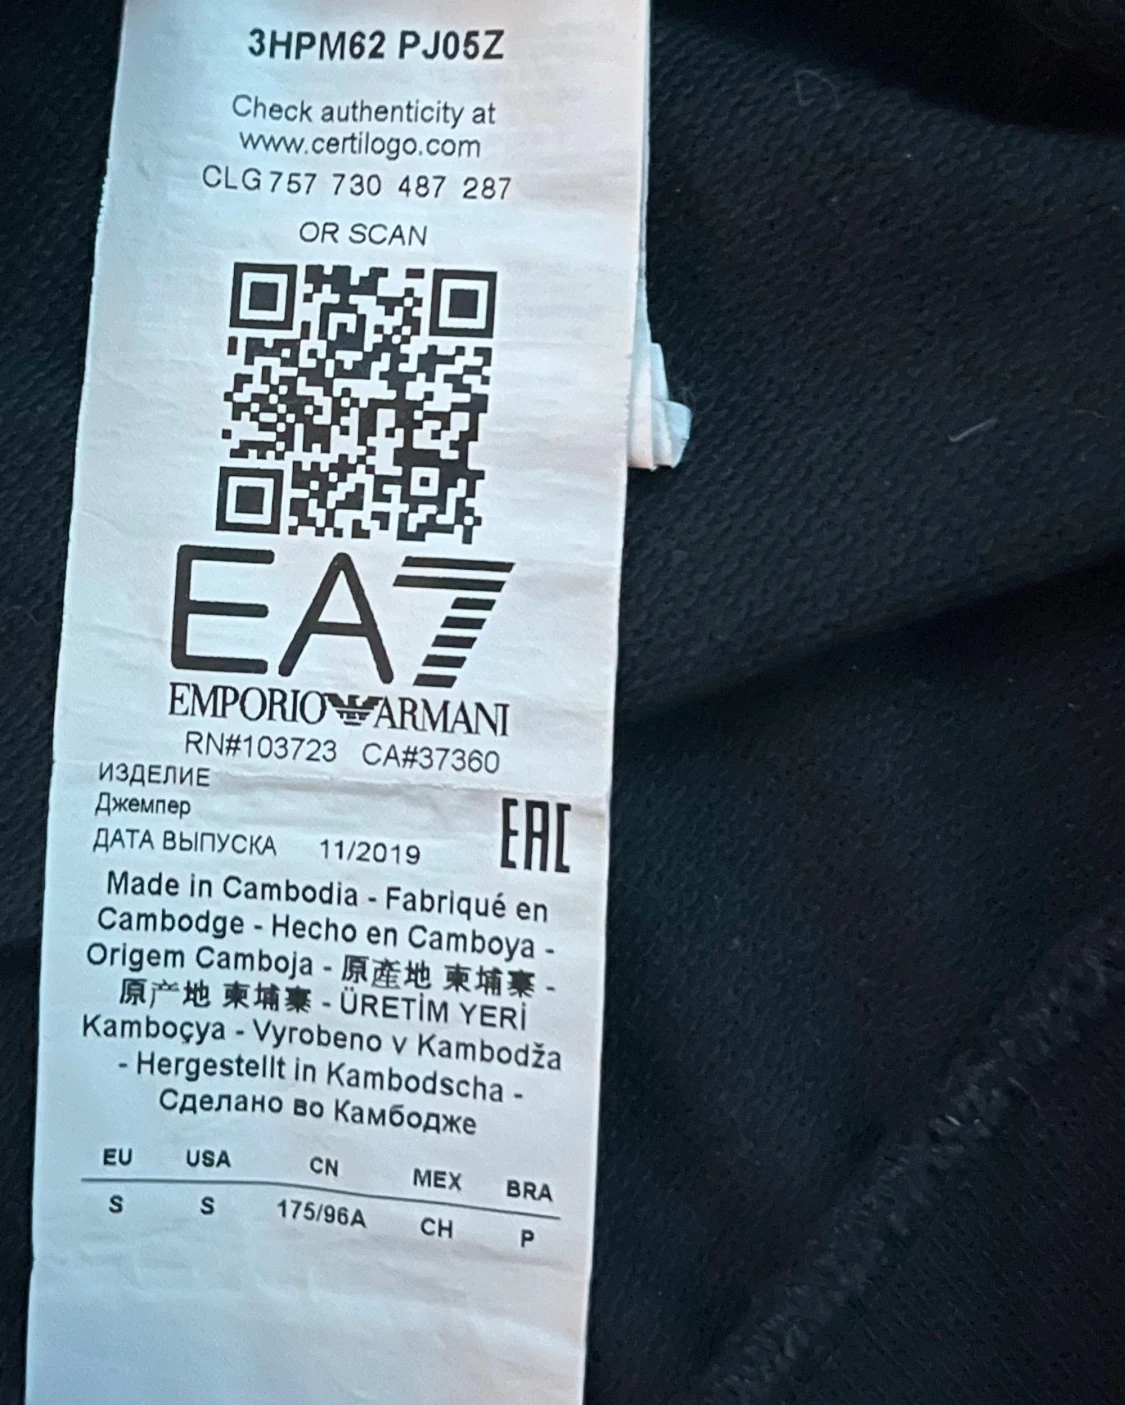 3HPM62 PJ05Z
Check authenticity at
www.certilogo.com
CLG 757 730 487 287
OR SCAN
EA7
EMPORIO ARMANI
RN#103723 CA#37360
ИЗДЕЛИЕ
Джемпер
ДАТА ВЫПУСКА 11/2019
EAC
Made in Cambodia - Fabriqué en
Cambodge - Hecho en Camboya -
Origem Camboja - 原產地 柬埔寨 -
原产地 柬埔寨 - ÜRETİM YERİ
Kamboçya - Vyrobeno v Kambodža
- Hergestellt in Kambodscha -
Сделано во Камбодже
EU USA CN MEX BRA
S S 175/96A CH P